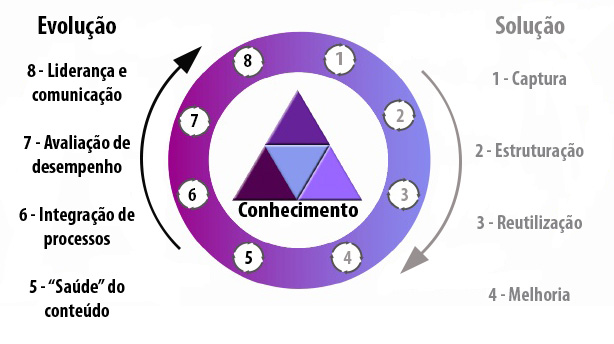 Evolução
8 - Liderança e
comunicação
7 - Avaliação de
desempenho
6 - Integração de
processos
5 - “Saúde” do
conteúdo
8
1
7
2
6
3
5
4
Conhecimento
Solução
1 - Captura
2 - Estruturação
3 - Reutilização
4 - Melhoria